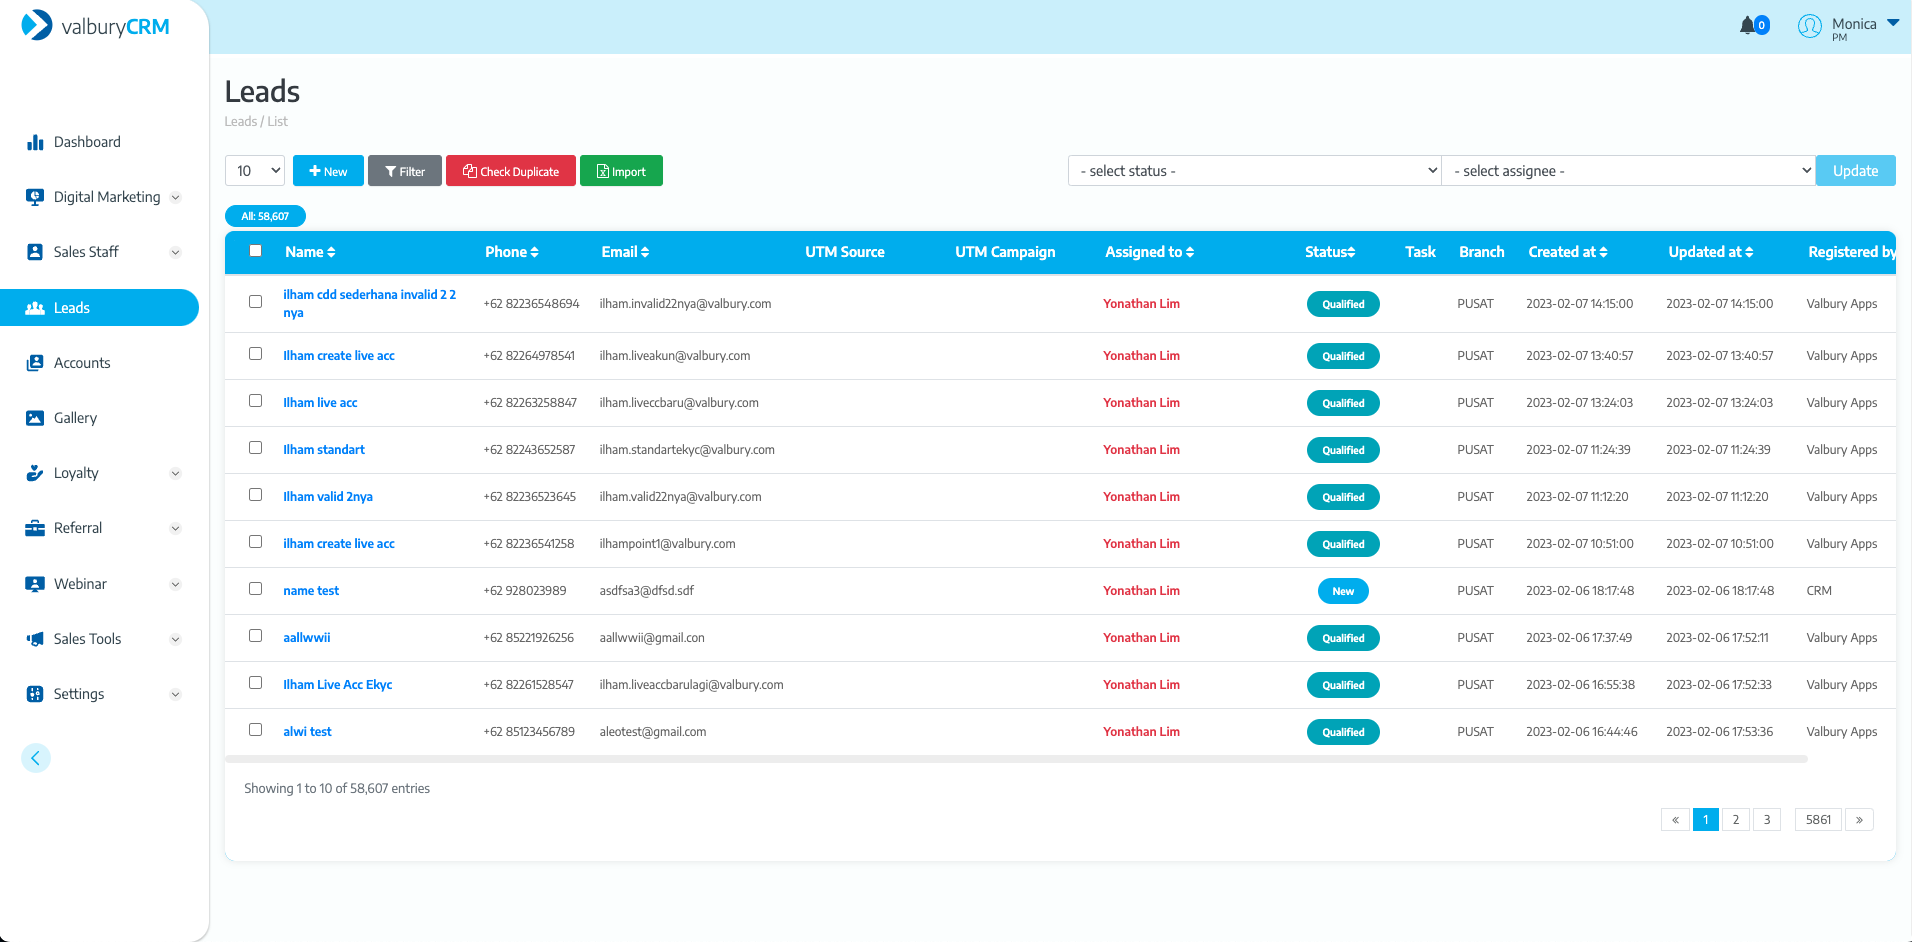 valburyCRM
0
Monica
PM
Dashboard
Digital Marketing
Sales Staff
Leads
Accounts
Gallery
Loyalty
Referral
Webinar
Sales Tools
Settings
Leads
Leads / List
10 New Filter Check Duplicate Import - select status - - select assignee - Update
All: 58,607
Name Phone Email UTM Source UTM Campaign Assigned to Status Task Branch Created at Updated at Registered by
ilham cdd sederhana invalid 2 2
nya
+62 82236548694 ilham.invalid22nya@valbury.com Yonathan Lim Qualified PUSAT 2023-02-07 14:15:00 2023-02-07 14:15:00 Valbury Apps
Ilham create live acc +62 82264978541 ilham.liveakun@valbury.com Yonathan Lim Qualified PUSAT 2023-02-07 13:40:57 2023-02-07 13:40:57 Valbury Apps
Ilham live acc +62 82263258847 ilham.liveccbaru@valbury.com Yonathan Lim Qualified PUSAT 2023-02-07 13:24:03 2023-02-07 13:24:03 Valbury Apps
Ilham standart +62 82243652587 ilham.standartekyc@valbury.com Yonathan Lim Qualified PUSAT 2023-02-07 11:24:39 2023-02-07 11:24:39 Valbury Apps
Ilham valid 2nya +62 82236523645 ilham.valid22nya@valbury.com Yonathan Lim Qualified PUSAT 2023-02-07 11:12:20 2023-02-07 11:12:20 Valbury Apps
ilham create live acc +62 82236541258 ilhampoint1@valbury.com Yonathan Lim Qualified PUSAT 2023-02-07 10:51:00 2023-02-07 10:51:00 Valbury Apps
name test +62 928023989 asdfsa3@dfsd.sdf Yonathan Lim New PUSAT 2023-02-06 18:17:48 2023-02-06 18:17:48 CRM
aallwwii +62 85221926256 aallwwii@gmail.con Yonathan Lim Qualified PUSAT 2023-02-06 17:37:49 2023-02-06 17:52:11 Valbury Apps
Ilham Live Acc Ekyc +62 82261528547 ilham.liveaccbarulagi@valbury.com Yonathan Lim Qualified PUSAT 2023-02-06 16:55:38 2023-02-06 17:52:33 Valbury Apps
alwi test +62 85123456789 aleotest@gmail.com Yonathan Lim Qualified PUSAT 2023-02-06 16:44:46 2023-02-06 17:53:36 Valbury Apps
Showing 1 to 10 of 58,607 entries
« 1 2 3 5861 »